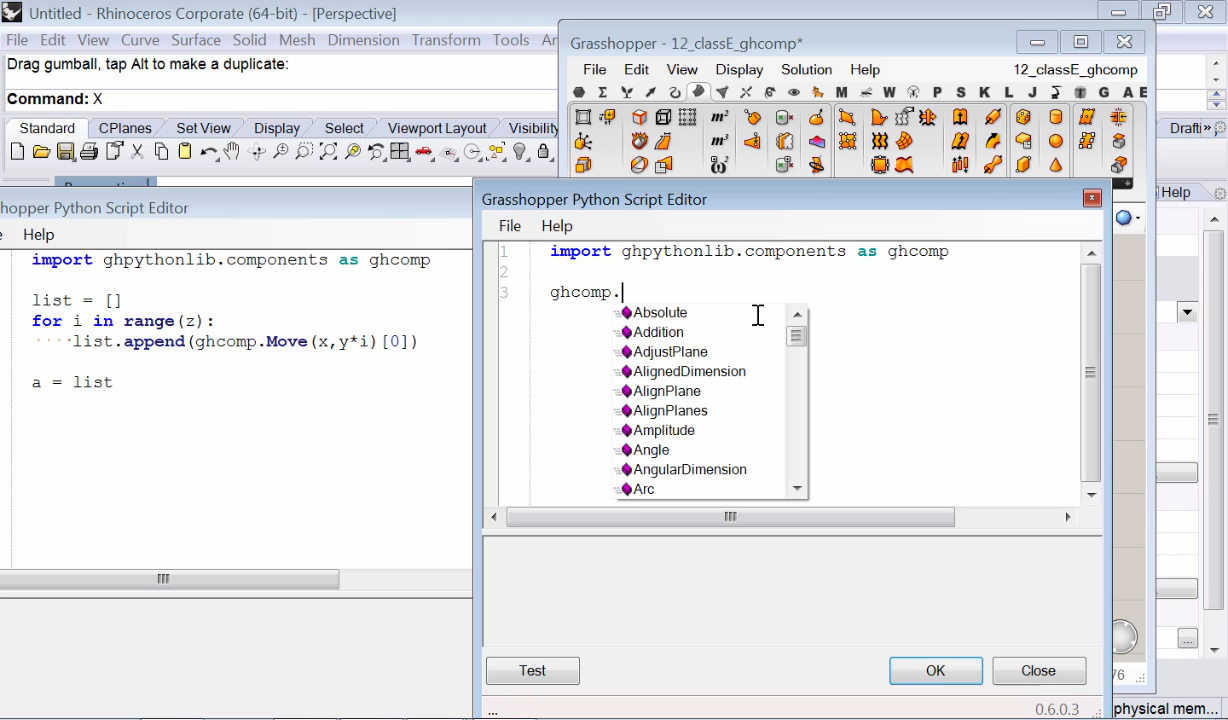 Untitled - Rhinoceros Corporate (64-bit) - [Perspective]
File Edit View Curve Surface Solid Mesh Dimension Transform Tools
Drag gumball, tap Alt to make a duplicate:
Command: X
Standard CPlanes Set View Display Select Viewport Layout Visibility
Grasshopper - 12_classE_ghcomp*
File Edit View Display Solution Help 12_classE_ghcomp
M W P S K L J G A E
m²
m³
ω²
Drafti»
Help
hopper Python Script Editor
e Help
import ghpythonlib.components as ghcomp
list = []
for i in range(z):
····list.append(ghcomp.Move(x,y*i)[0])
a = list
Grasshopper Python Script Editor
File Help
1 import ghpythonlib.components as ghcomp
2
3 ghcomp.
Absolute
Addition
AdjustPlane
AlignedDimension
AlignPlane
AlignPlanes
Amplitude
Angle
AngularDimension
Arc
Test OK Close
... 0.6.0.3
76
...
physical mem...